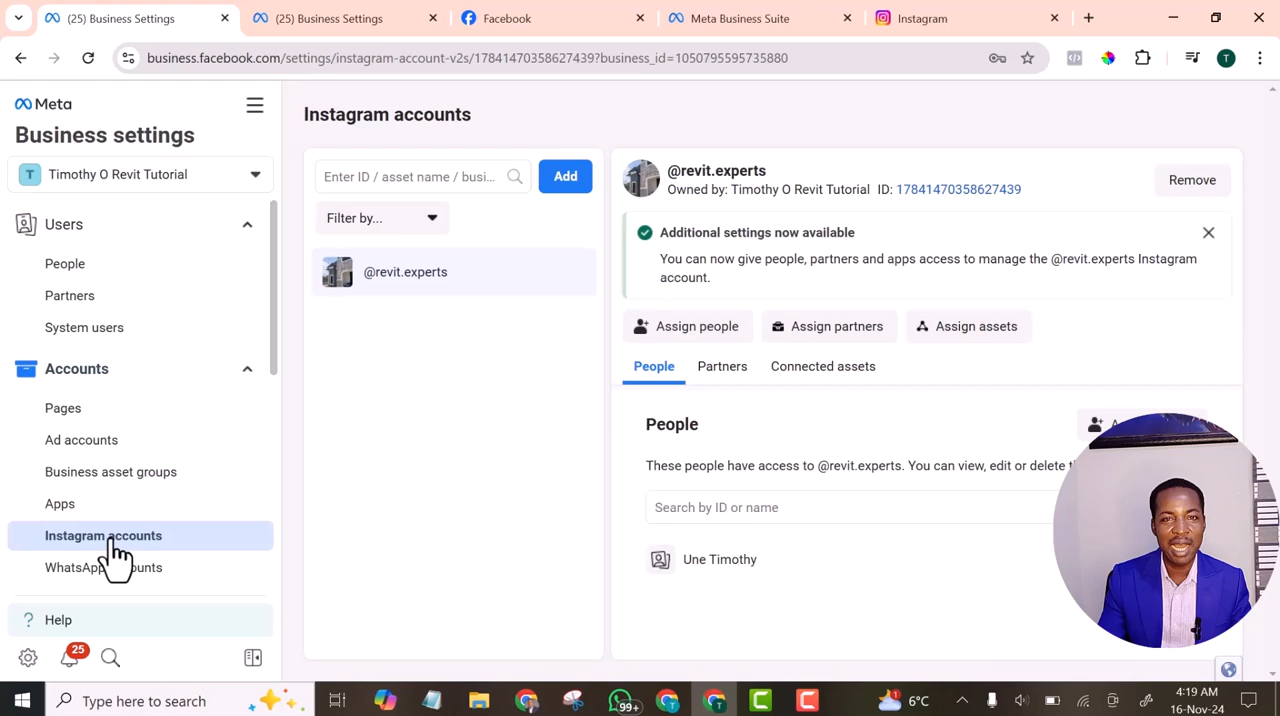 (25) Business Settings
(25) Business Settings
Facebook
Meta Business Suite
Instagram
business.facebook.com/settings/instagram-account-v2s/17841470358627439?business_id=1050795595735880
T
Meta
Business settings
T Timothy O Revit Tutorial
Users
People
Partners
System users
Accounts
Pages
Ad accounts
Business asset groups
Apps
Instagram accounts
WhatsApp
? Help
25
Instagram accounts
Enter ID / asset name / busi...
Add
Filter by...
@revit.experts
@revit.experts
Owned by: Timothy O Revit Tutorial ID: 17841470358627439
Remove
Additional settings now available
You can now give people, partners and apps access to manage the @revit.experts Instagram
account.
Assign people
Assign partners
Assign assets
People
Partners
Connected assets
People
These people have access to @revit.experts. You can view, edit or delete
Search by ID or name
Une Timothy
Type here to search
99+
6°C
4:19 AM
16-Nov-24